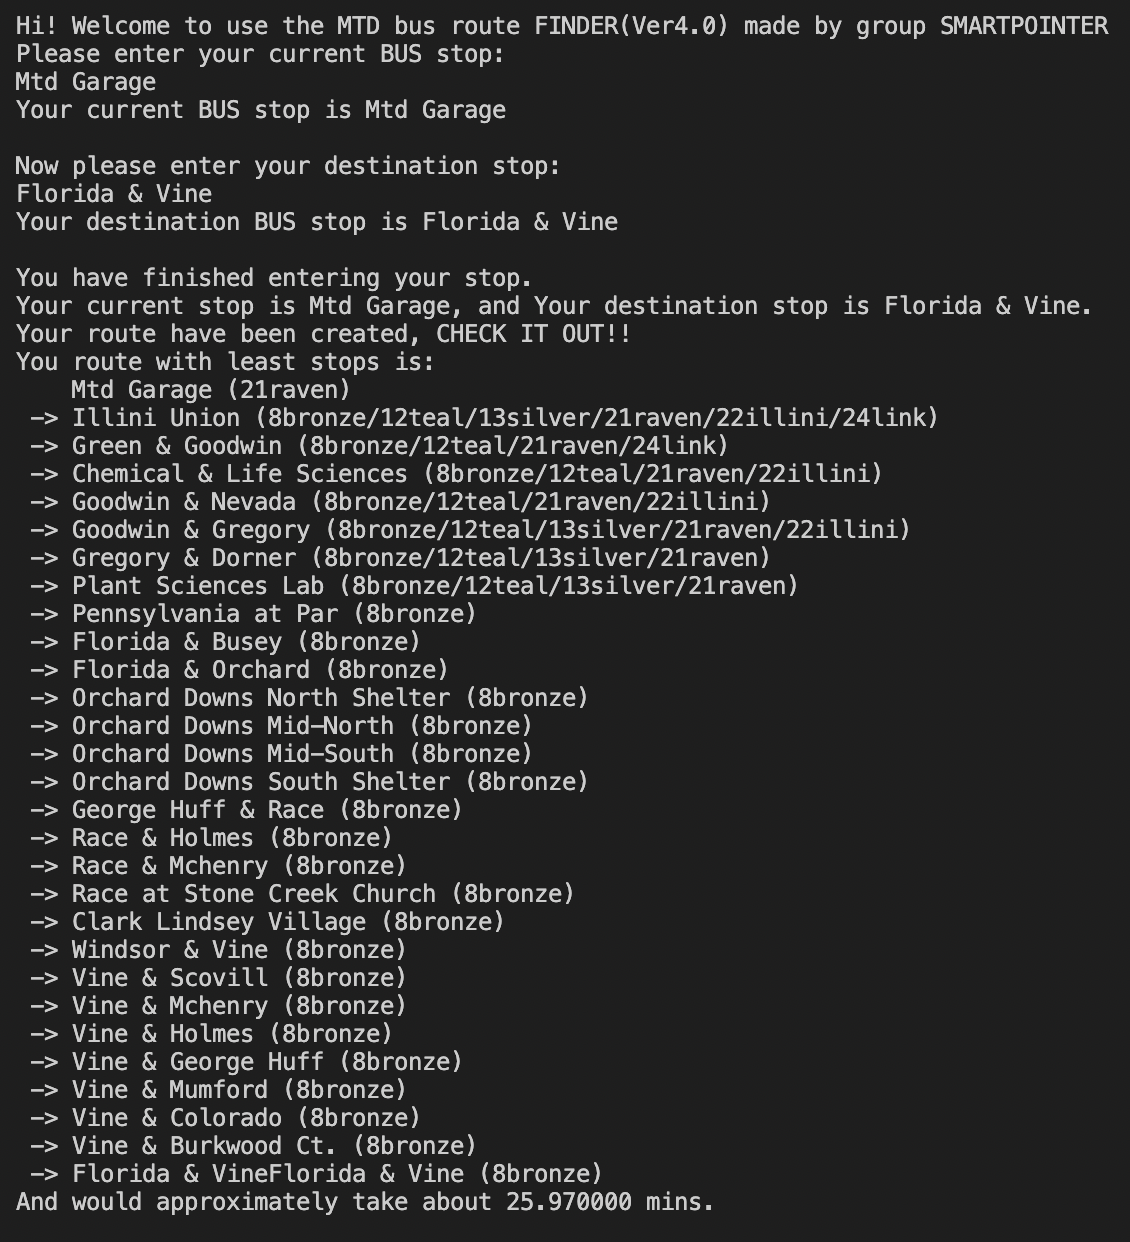 Hi! Welcome to use the MTD bus route FINDER(Ver4.0) made by group SMARTPOINTER
Please enter your current BUS stop:
Mtd Garage
Your current BUS stop is Mtd Garage
Now please enter your destination stop:
Florida & Vine
Your destination BUS stop is Florida & Vine
You have finished entering your stop.
Your current stop is Mtd Garage, and Your destination stop is Florida & Vine.
Your route have been created, CHECK IT OUT!!
You route with least stops is:
Mtd Garage (21raven)
-> Illini Union (8bronze/12teal/13silver/21raven/22illini/24link)
-> Green & Goodwin (8bronze/12teal/21raven/24link)
-> Chemical & Life Sciences (8bronze/12teal/21raven/22illini)
-> Goodwin & Nevada (8bronze/12teal/21raven/22illini)
-> Goodwin & Gregory (8bronze/12teal/13silver/21raven/22illini)
-> Gregory & Dorner (8bronze/12teal/13silver/21raven)
-> Plant Sciences Lab (8bronze/12teal/13silver/21raven)
-> Pennsylvania at Par (8bronze)
-> Florida & Busey (8bronze)
-> Florida & Orchard (8bronze)
-> Orchard Downs North Shelter (8bronze)
-> Orchard Downs Mid-North (8bronze)
-> Orchard Downs Mid-South (8bronze)
-> Orchard Downs South Shelter (8bronze)
-> George Huff & Race (8bronze)
-> Race & Holmes (8bronze)
-> Race & Mchenry (8bronze)
-> Race at Stone Creek Church (8bronze)
-> Clark Lindsey Village (8bronze)
-> Windsor & Vine (8bronze)
-> Vine & Scovill (8bronze)
-> Vine & Mchenry (8bronze)
-> Vine & Holmes (8bronze)
-> Vine & George Huff (8bronze)
-> Vine & Mumford (8bronze)
-> Vine & Colorado (8bronze)
-> Vine & Burkwood Ct. (8bronze)
-> Florida & VineFlorida & Vine (8bronze)
And would approximately take about 25.970000 mins.